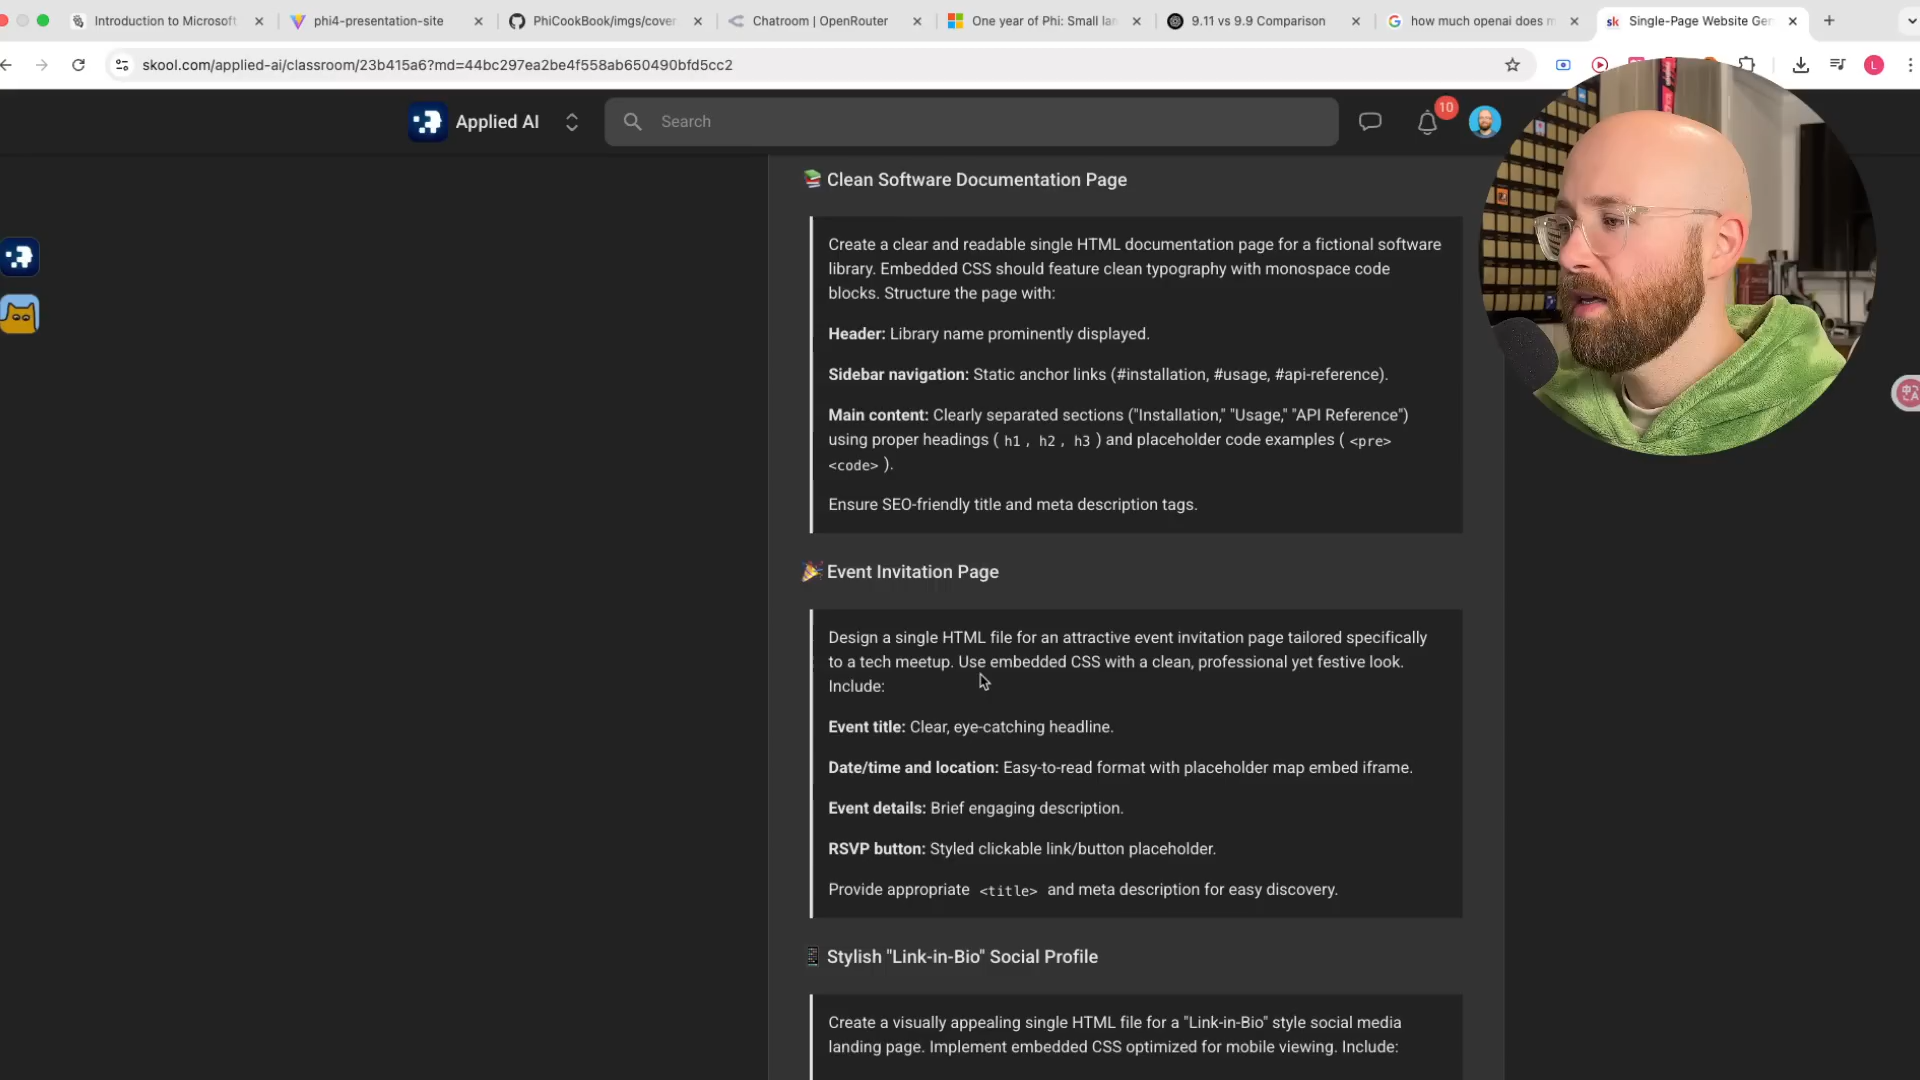 Introduction to Microsoft
phi4-presentation-site
PhiCookBook/imgs/cover
Chatroom | OpenRouter
One year of Phi: Small la
9.11 vs 9.9 Comparison
how much openai does
sk
Single-Page Website Ge
skool.com/applied-ai/classroom/23b415a6?md=44bc297ea2be4f558ab650490bfd5cc2
L
Applied AI
Search
10
Clean Software Documentation Page
Create a clear and readable single HTML documentation page for a fictional software
library. Embedded CSS should feature clean typography with monospace code
blocks. Structure the page with:
Header: Library name prominently displayed.
Sidebar navigation: Static anchor links (#installation, #usage, #api-reference).
Main content: Clearly separated sections ("Installation," "Usage," "API Reference")
using proper headings ( h1 , h2 , h3 ) and placeholder code examples ( <pre>
<code> ).
Ensure SEO-friendly title and meta description tags.
🎉 Event Invitation Page
Design a single HTML file for an attractive event invitation page tailored specifically
to a tech meetup. Use embedded CSS with a clean, professional yet festive look.
Include:
Event title: Clear, eye-catching headline.
Date/time and location: Easy-to-read format with placeholder map embed iframe.
Event details: Brief engaging description.
RSVP button: Styled clickable link/button placeholder.
Provide appropriate <title> and meta description for easy discovery.
Stylish "Link-in-Bio" Social Profile
Create a visually appealing single HTML file for a "Link-in-Bio" style social media
landing page. Implement embedded CSS optimized for mobile viewing. Include: